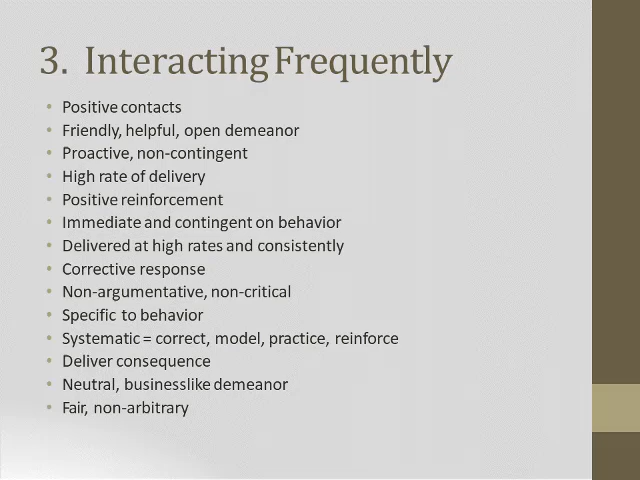 3. Interacting Frequently
• Positive contacts
• Friendly, helpful, open demeanor
• Proactive, non-contingent
• High rate of delivery
• Positive reinforcement
• Immediate and contingent on behavior
• Delivered at high rates and consistently
• Corrective response
• Non-argumentative, non-critical
• Specific to behavior
• Systematic = correct, model, practice, reinforce
• Deliver consequence
• Neutral, businesslike demeanor
• Fair, non-arbitrary